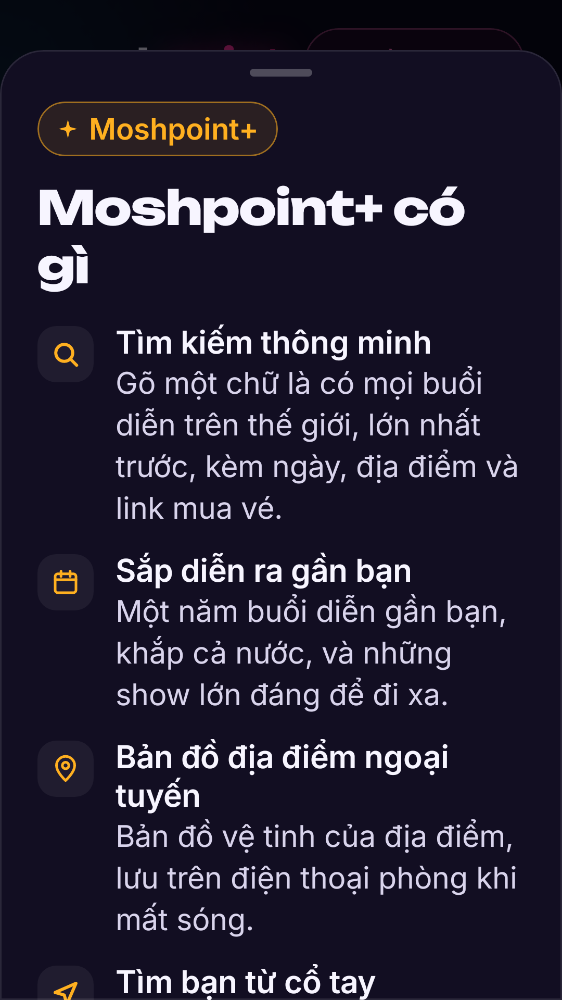 Moshpoint+
Moshpoint+ có
gì
Tìm kiếm thông minh
Gõ một chữ là có mọi buổi
diễn trên thế giới, lớn nhất
trước, kèm ngày, địa điểm và
link mua vé.
Sắp diễn ra gần bạn
Một năm buổi diễn gần bạn,
khắp cả nước, và những
show lớn đáng để đi xa.
Bản đồ địa điểm ngoại
tuyến
Bản đồ vệ tinh của địa điểm,
lưu trên điện thoại phòng khi
mất sóng.
Tìm bạn từ cổ tay